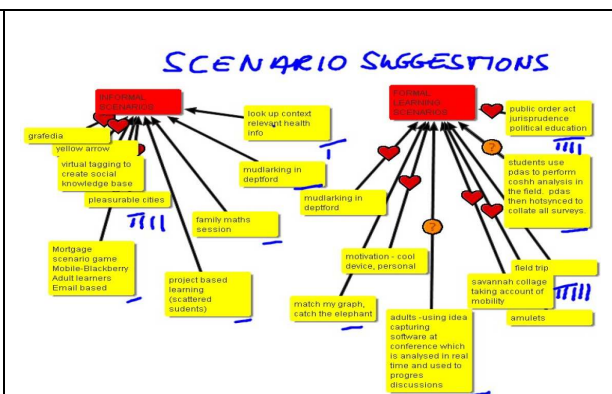 SCENARIO SUGGESTIONS
INFORMAL
SCENARIOS
grafedia
yellow arrow
virtual tagging to
create social
knowledge base
pleasurable cities
Mortgage
scenario game
Mobile-Blackberry
Adult learners
Email based
project based
learning
(scattered
sudents)
family maths
session
mudlarking in
deptford
look up context
relevant health
info
FORMAL
LEARNING
SCENARIOS
mudlarking in
deptford
motivation - cool
device, personal
match my graph,
catch the elephant
?
adults -using idea
capturing
software at
conference which
is analysed in real
time and used to
progres
discussions
public order act
jurisprudence
political education
?
students use
pdas to perform
coshh analysis in
the field. pdas
then hotsynced to
collate all surveys.
field trip
savannah collage
taking account of
mobility
amulets